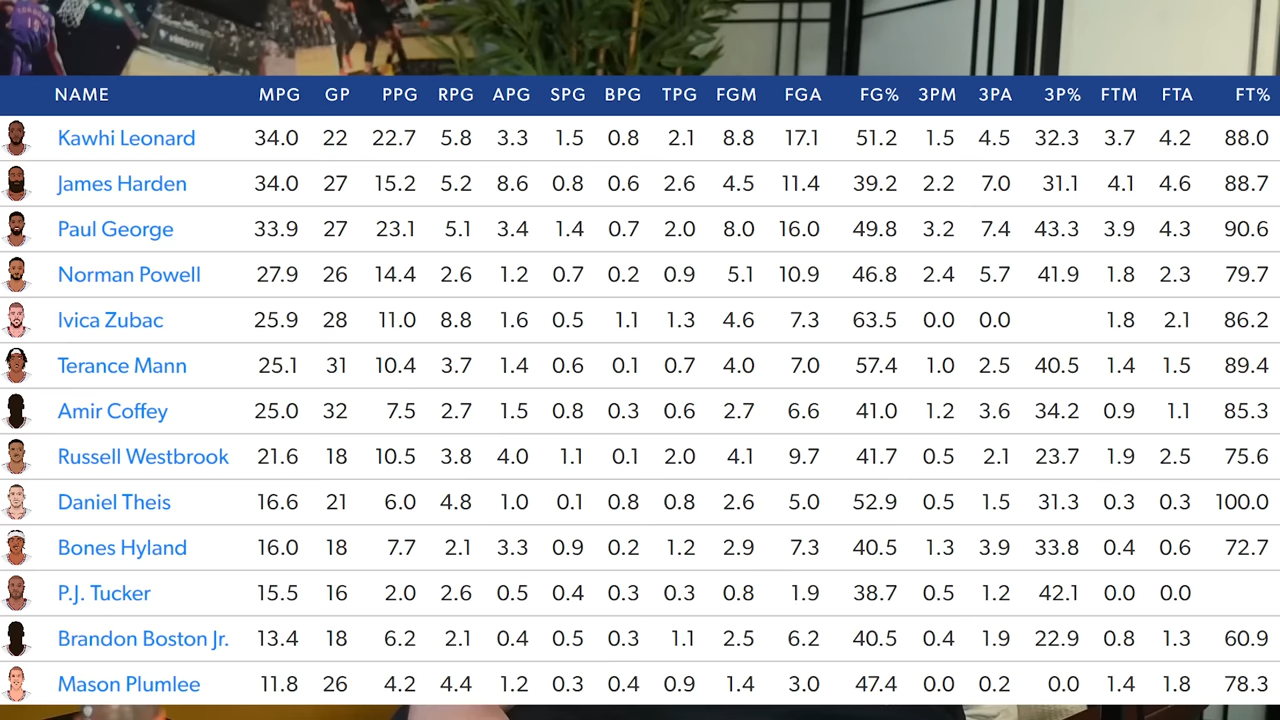 NAME MPG GP PPG RPG APG SPG BPG TPG FGM FGA FG% 3PM 3PA 3P% FTM FTA FT%
Kawhi Leonard 34.0 22 22.7 5.8 3.3 1.5 0.8 2.1 8.8 17.1 51.2 1.5 4.5 32.3 3.7 4.2 88.0
James Harden 34.0 27 15.2 5.2 8.6 0.8 0.6 2.6 4.5 11.4 39.2 2.2 7.0 31.1 4.1 4.6 88.7
Paul George 33.9 27 23.1 5.1 3.4 1.4 0.7 2.0 8.0 16.0 49.8 3.2 7.4 43.3 3.9 4.3 90.6
Norman Powell 27.9 26 14.4 2.6 1.2 0.7 0.2 0.9 5.1 10.9 46.8 2.4 5.7 41.9 1.8 2.3 79.7
Ivica Zubac 25.9 28 11.0 8.8 1.6 0.5 1.1 1.3 4.6 7.3 63.5 0.0 0.0 1.8 2.1 86.2
Terance Mann 25.1 31 10.4 3.7 1.4 0.6 0.1 0.7 4.0 7.0 57.4 1.0 2.5 40.5 1.4 1.5 89.4
Amir Coffey 25.0 32 7.5 2.7 1.5 0.8 0.3 0.6 2.7 6.6 41.0 1.2 3.6 34.2 0.9 1.1 85.3
Russell Westbrook 21.6 18 10.5 3.8 4.0 1.1 0.1 2.0 4.1 9.7 41.7 0.5 2.1 23.7 1.9 2.5 75.6
Daniel Theis 16.6 21 6.0 4.8 1.0 0.1 0.8 0.8 2.6 5.0 52.9 0.5 1.5 31.3 0.3 0.3 100.0
Bones Hyland 16.0 18 7.7 2.1 3.3 0.9 0.2 1.2 2.9 7.3 40.5 1.3 3.9 33.8 0.4 0.6 72.7
P.J. Tucker 15.5 16 2.0 2.6 0.5 0.4 0.3 0.3 0.8 1.9 38.7 0.5 1.2 42.1 0.0 0.0
Brandon Boston Jr. 13.4 18 6.2 2.1 0.4 0.5 0.3 1.1 2.5 6.2 40.5 0.4 1.9 22.9 0.8 1.3 60.9
Mason Plumlee 11.8 26 4.2 4.4 1.2 0.3 0.4 0.9 1.4 3.0 47.4 0.0 0.2 0.0 1.4 1.8 78.3